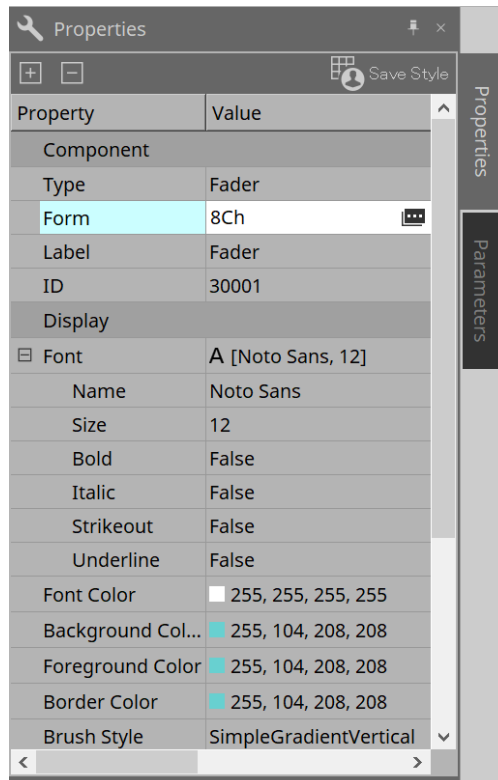 Properties
Save Style
Property Value
Component
Type Fader
Form 8Ch
Label Fader
ID 30001
Display
Font A [Noto Sans, 12]
Name Noto Sans
Size 12
Bold False
Italic False
Strikeout False
Underline False
Font Color 255, 255, 255, 255
Background Col... 255, 104, 208, 208
Foreground Color 255, 104, 208, 208
Border Color 255, 104, 208, 208
Brush Style SimpleGradientVertical
Properties
Parameters